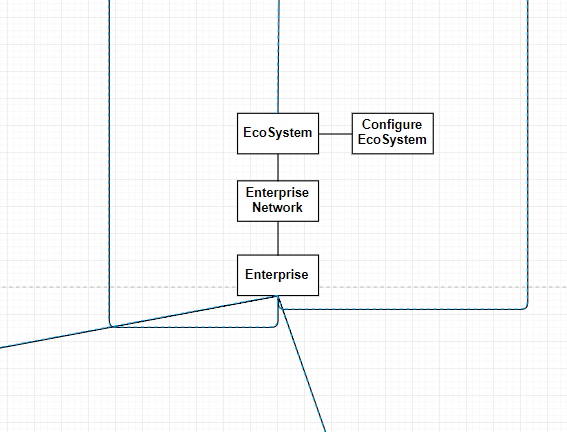 EcoSystem
Configure
EcoSystem
Enterprise
Network
Enterprise